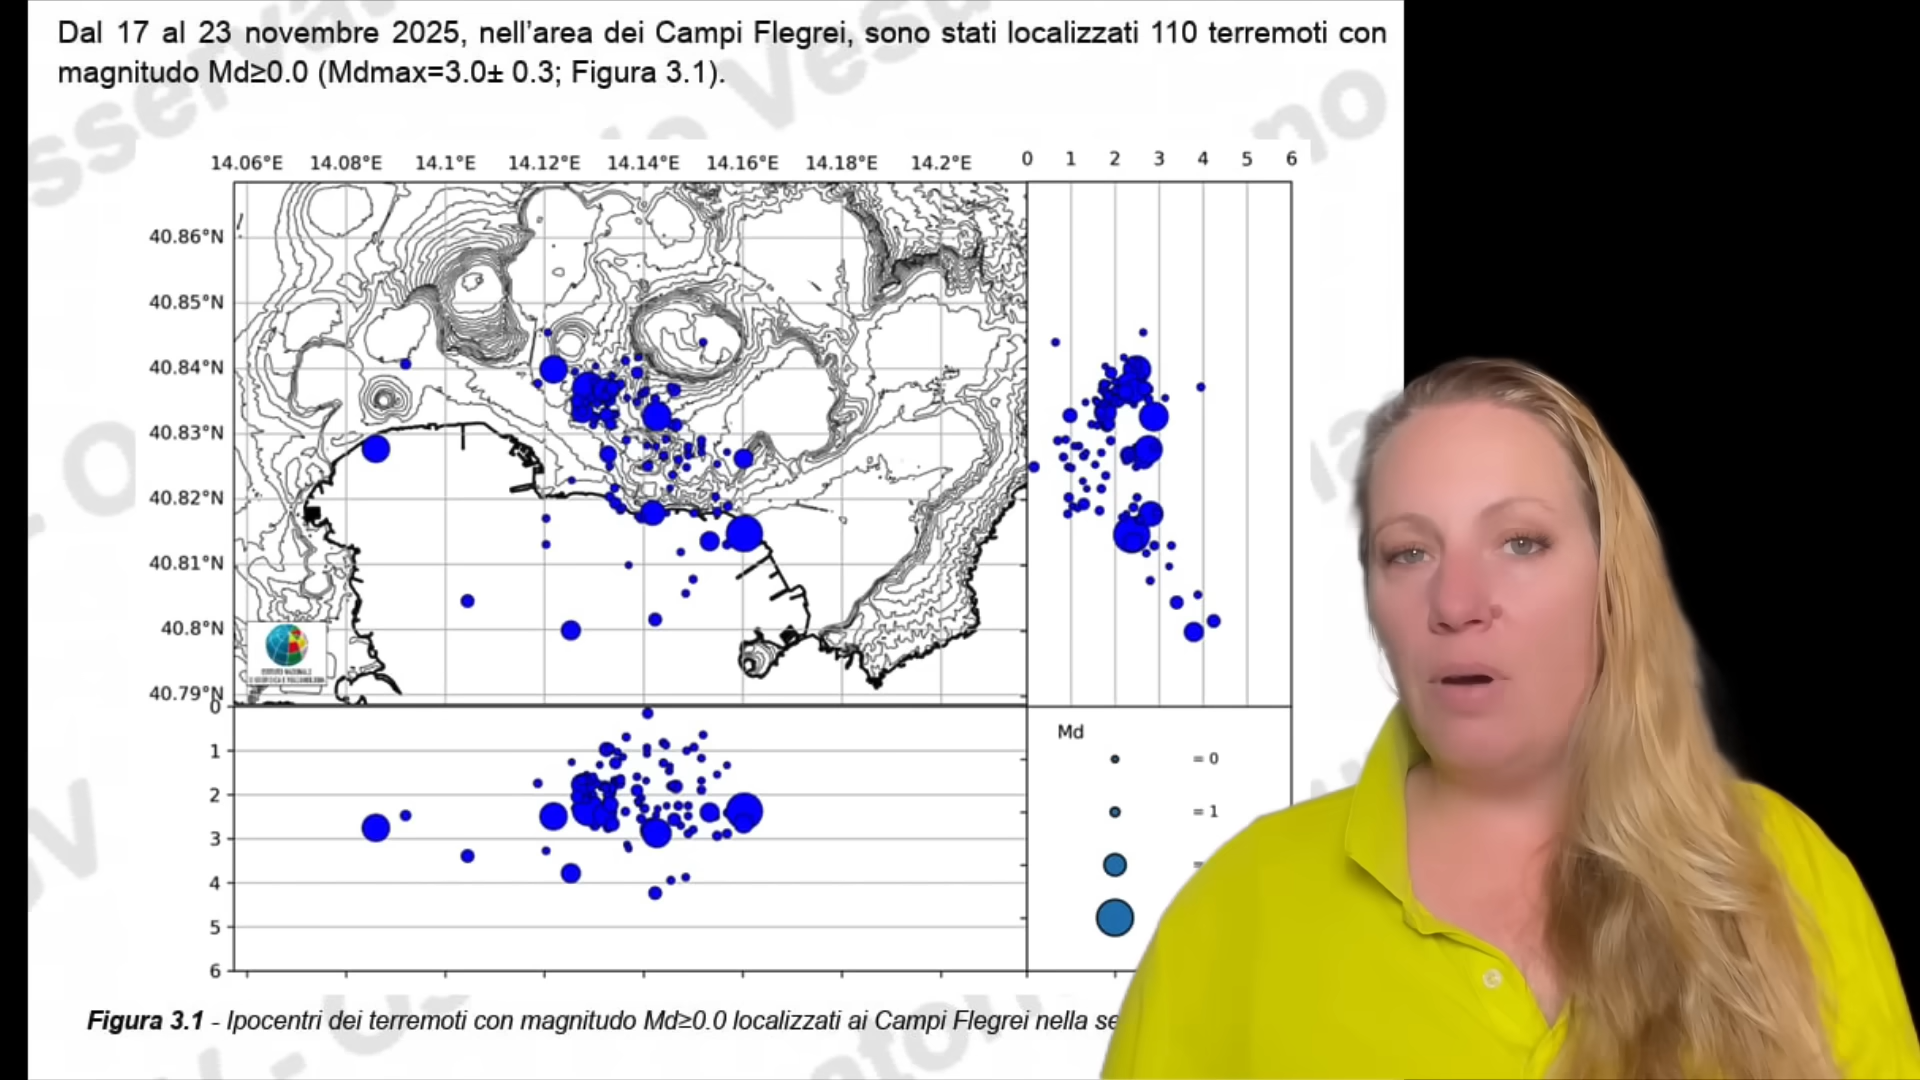 Dal 17 al 23 novembre 2025, nell'area dei Campi Flegrei, sono stati localizzati 110 terremoti con
magnitudo Md≥0.0 (Mdmax=3.0± 0.3; Figura 3.1).
14.06°E 14.08°E 14.1°E 14.12°E 14.14°E 14.16°E 14.18°E 14.2°E 0 1 2 3 4 5 6
40.86°N
40.85°N
40.84°N
40.83°N
40.82°N
40.81°N
40.8°N
40.79°N
0
1
2
3
4
5
6
Md
= 0
= 1
Figura 3.1 - Ipocentri dei terremoti con magnitudo Md≥0.0 localizzati ai Campi Flegrei nella se